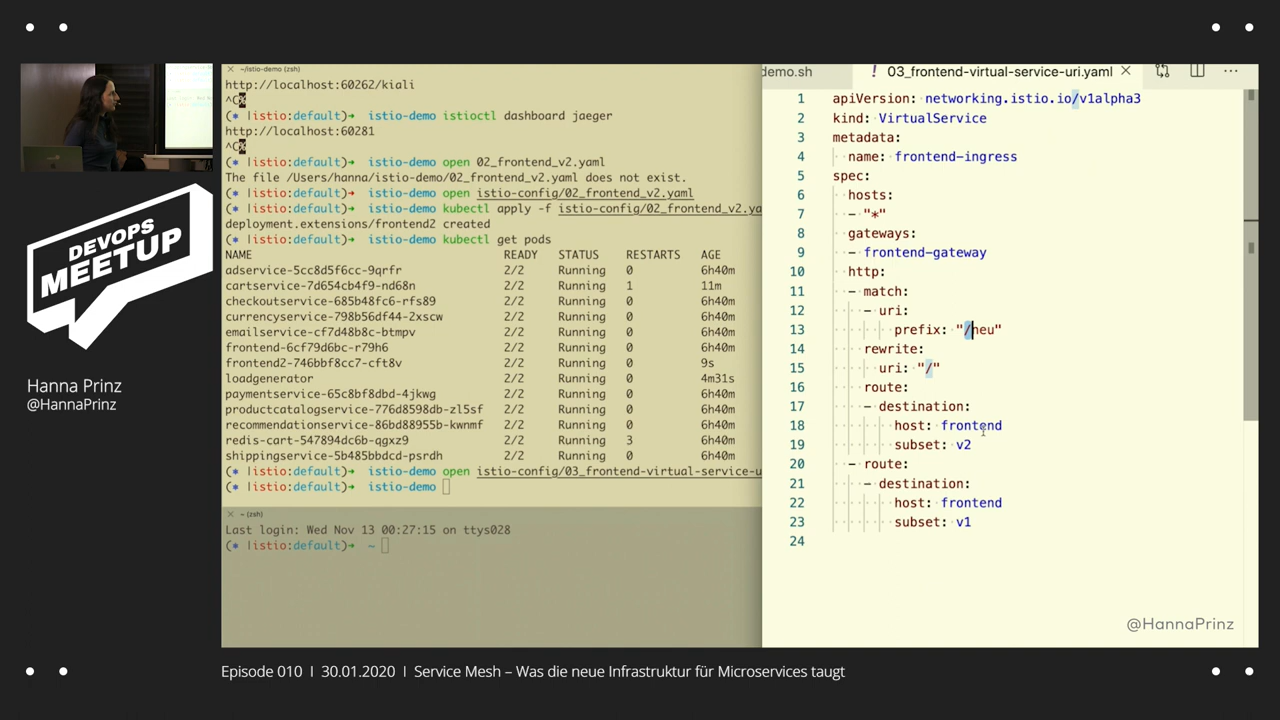 ~/istio-demo (zsh)
http://localhost:60262/kiali
^C%
(⎈ |istio:default)➜ istio-demo istioctl dashboard jaeger
http://localhost:60281
^C%
(⎈ |istio:default)➜ istio-demo open 02_frontend_v2.yaml
The file /Users/hanna/istio-demo/02_frontend_v2.yaml does not exist.
(⎈ |istio:default)➜ istio-demo open istio-config/02_frontend_v2.yaml
(⎈ |istio:default)➜ istio-demo kubectl apply -f istio-config/02_frontend_v2.ya
deployment.extensions/frontend2 created
(⎈ |istio:default)➜ istio-demo kubectl get pods
NAME READY STATUS RESTARTS AGE
adservice-5cc8d5f6cc-9qrfr 2/2 Running 0 6h40m
cartservice-7d654cb4f9-nd68n 2/2 Running 1 11m
checkoutservice-685b48fc6-rfs89 2/2 Running 0 6h40m
currencyservice-798b56df44-2xscw 2/2 Running 0 6h40m
emailservice-cf7d48b8c-btmpv 2/2 Running 0 6h40m
frontend-6cf79d6bc-r79h6 2/2 Running 0 6h40m
frontend2-746bbf8cc7-cft8v 2/2 Running 0 9s
loadgenerator 2/2 Running 0 4m31s
paymentservice-65c8bf8dbd-4jkwg 2/2 Running 0 6h40m
productcatalogservice-776d8598db-zl5sf 2/2 Running 0 6h40m
recommendationservice-86bd88955b-kwnmf 2/2 Running 0 6h40m
redis-cart-547894dc6b-qgxz9 2/2 Running 3 6h40m
shippingservice-5b485bbdcd-psrdh 2/2 Running 0 6h40m
(⎈ |istio:default)➜ istio-demo open istio-config/03_frontend-virtual-service-u
(⎈ |istio:default)➜ istio-demo
~ (zsh)
Last login: Wed Nov 13 00:27:15 on ttys028
(⎈ |istio:default)➜ ~
demo.sh ! 03_frontend-virtual-service-uri.yaml
1 apiVersion: networking.istio.io/v1alpha3
2 kind: VirtualService
3 metadata:
4 name: frontend-ingress
5 spec:
6 hosts:
7 - "*"
8 gateways:
9 - frontend-gateway
10 http:
11 - match:
12 - uri:
13 prefix: "/neu"
14 rewrite:
15 uri: "/"
16 route:
17 - destination:
18 host: frontend
19 subset: v2
20 - route:
21 - destination:
22 host: frontend
23 subset: v1
24
@HannaPrinz
DEVOPS
MEETUP
Hanna Prinz
@HannaPrinz
Episode 010 | 30.01.2020 | Service Mesh – Was die neue Infrastruktur für Microservices taugt